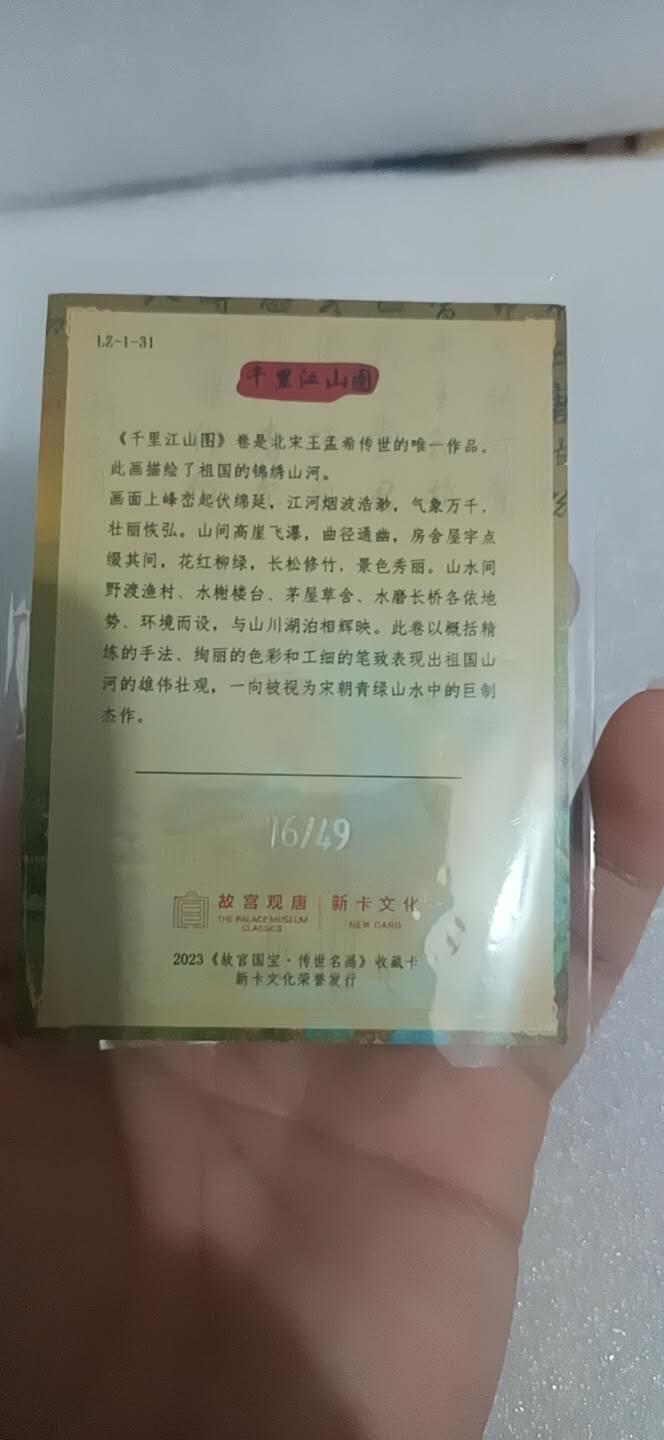 LZ-1-31
千里江山图
《千里江山图》卷是北宋王孟希传世的唯一作品。
此画描绘了祖国的锦绣山河。
画面上峰峦起伏绵延，江河烟波浩渺，气象万千，
壮丽恢弘。山间高崖飞瀑，曲径通幽，房舍屋宇点
缀其间，花红柳绿，长松修竹，景色秀丽。山水间
野渡渔村、水榭楼台、茅屋草舍、水磨长桥各依地
势、环境而设，与山川湖泊相辉映。此卷以概括精
练的手法、绚丽的色彩和工细的笔致表现出祖国山
河的雄伟壮观，一向被视为宋朝青绿山水中的巨制
杰作。
16/49
故宫观唐 新卡文化
THE PALACE MUSEUM CLASSICS NEW CARD
2023《故宫国宝·传世名画》收藏卡
新卡文化荣誉发行